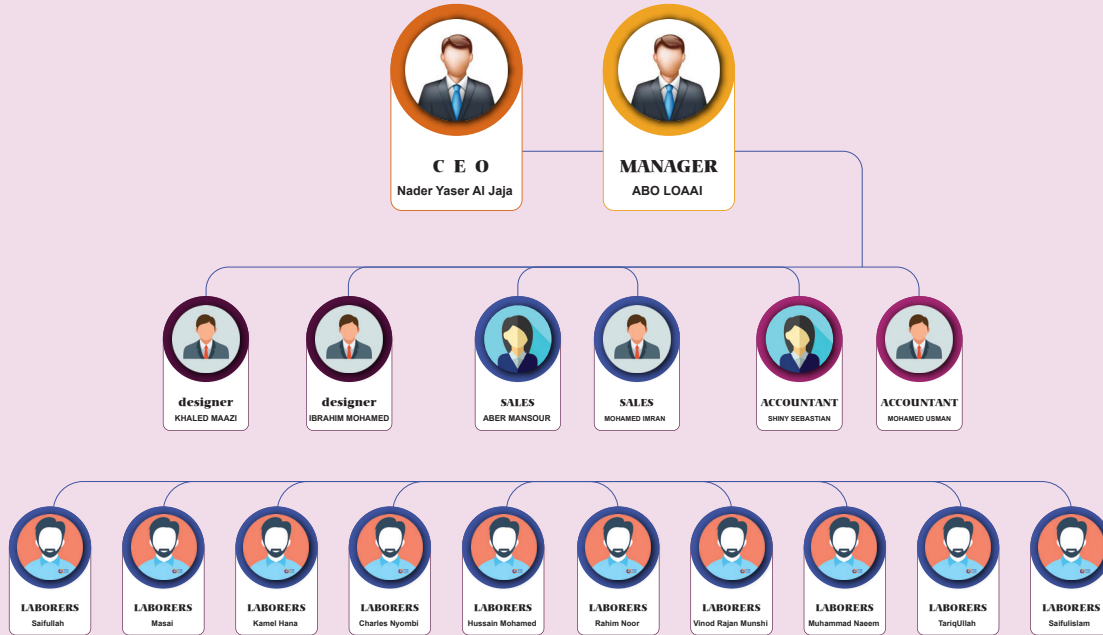 C E O
Nader Yaser Al Jaja
MANAGER
ABO LOAAI
designer
KHALED MAAZI
designer
IBRAHIM MOHAMED
SALES
ABER MANSOUR
SALES
MOHAMED IMRAN
ACCOUNTANT
SHINY SEBASTIAN
ACCOUNTANT
MOHAMED USMAN
LABORERS
Saifullah
LABORERS
Masai
LABORERS
Kamel Hana
LABORERS
Charles Nyombi
LABORERS
Hussain Mohamed
LABORERS
Rahim Noor
LABORERS
Vinod Rajan Munshi
LABORERS
Muhammad Naeem
LABORERS
TariqUllah
LABORERS
Saifulislam